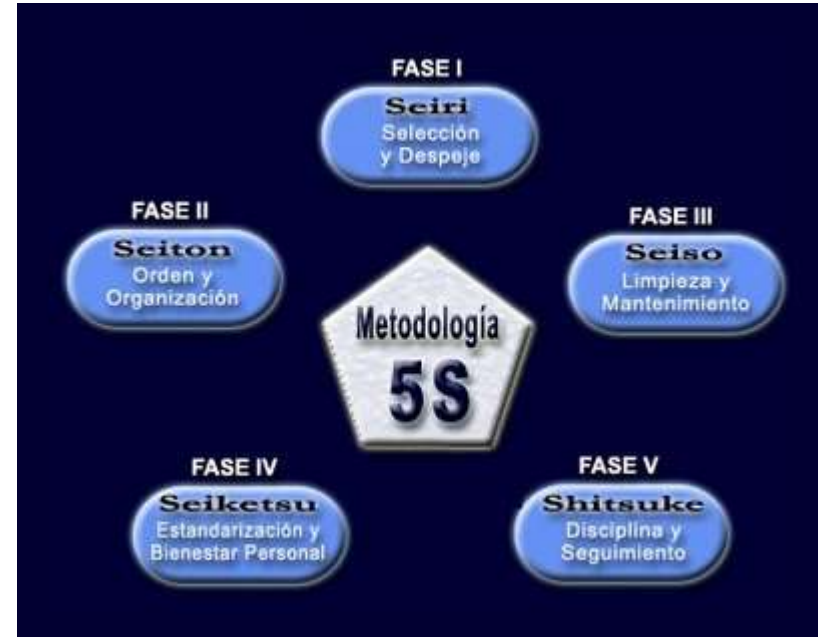 FASE I
Seiri
Selección
y Despeje
FASE II
Seiton
Orden y
Organización
FASE III
Seiso
Limpieza y
Mantenimiento
Metodología
5S
FASE IV
Seiketsu
Estandarización y
Bienestar Personal
FASE V
Shitsuke
Disciplina y
Seguimiento